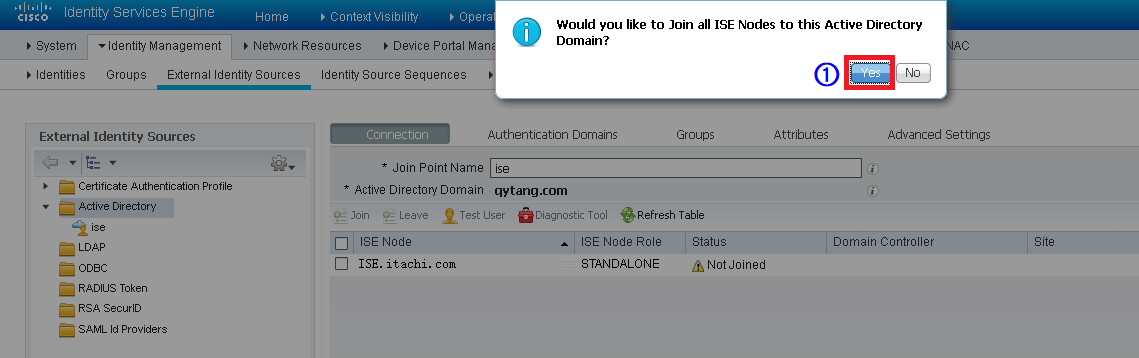 cisco Identity Services Engine Home Context Visibility Opera
Would you like to Join all ISE Nodes to this Active Directory
Domain?
① Yes No
System Identity Management Network Resources Device Portal Mana NAC
Identities Groups External Identity Sources Identity Source Sequences
External Identity Sources
Certificate Authentication Profile
Active Directory
ise
LDAP
ODBC
RADIUS Token
RSA SecurID
SAML Id Providers
Connection Authentication Domains Groups Attributes Advanced Settings
* Join Point Name ise
* Active Directory Domain qytang.com
Join Leave Test User Diagnostic Tool Refresh Table
ISE Node ISE Node Role Status Domain Controller Site
ISE.itachi.com STANDALONE Not Joined